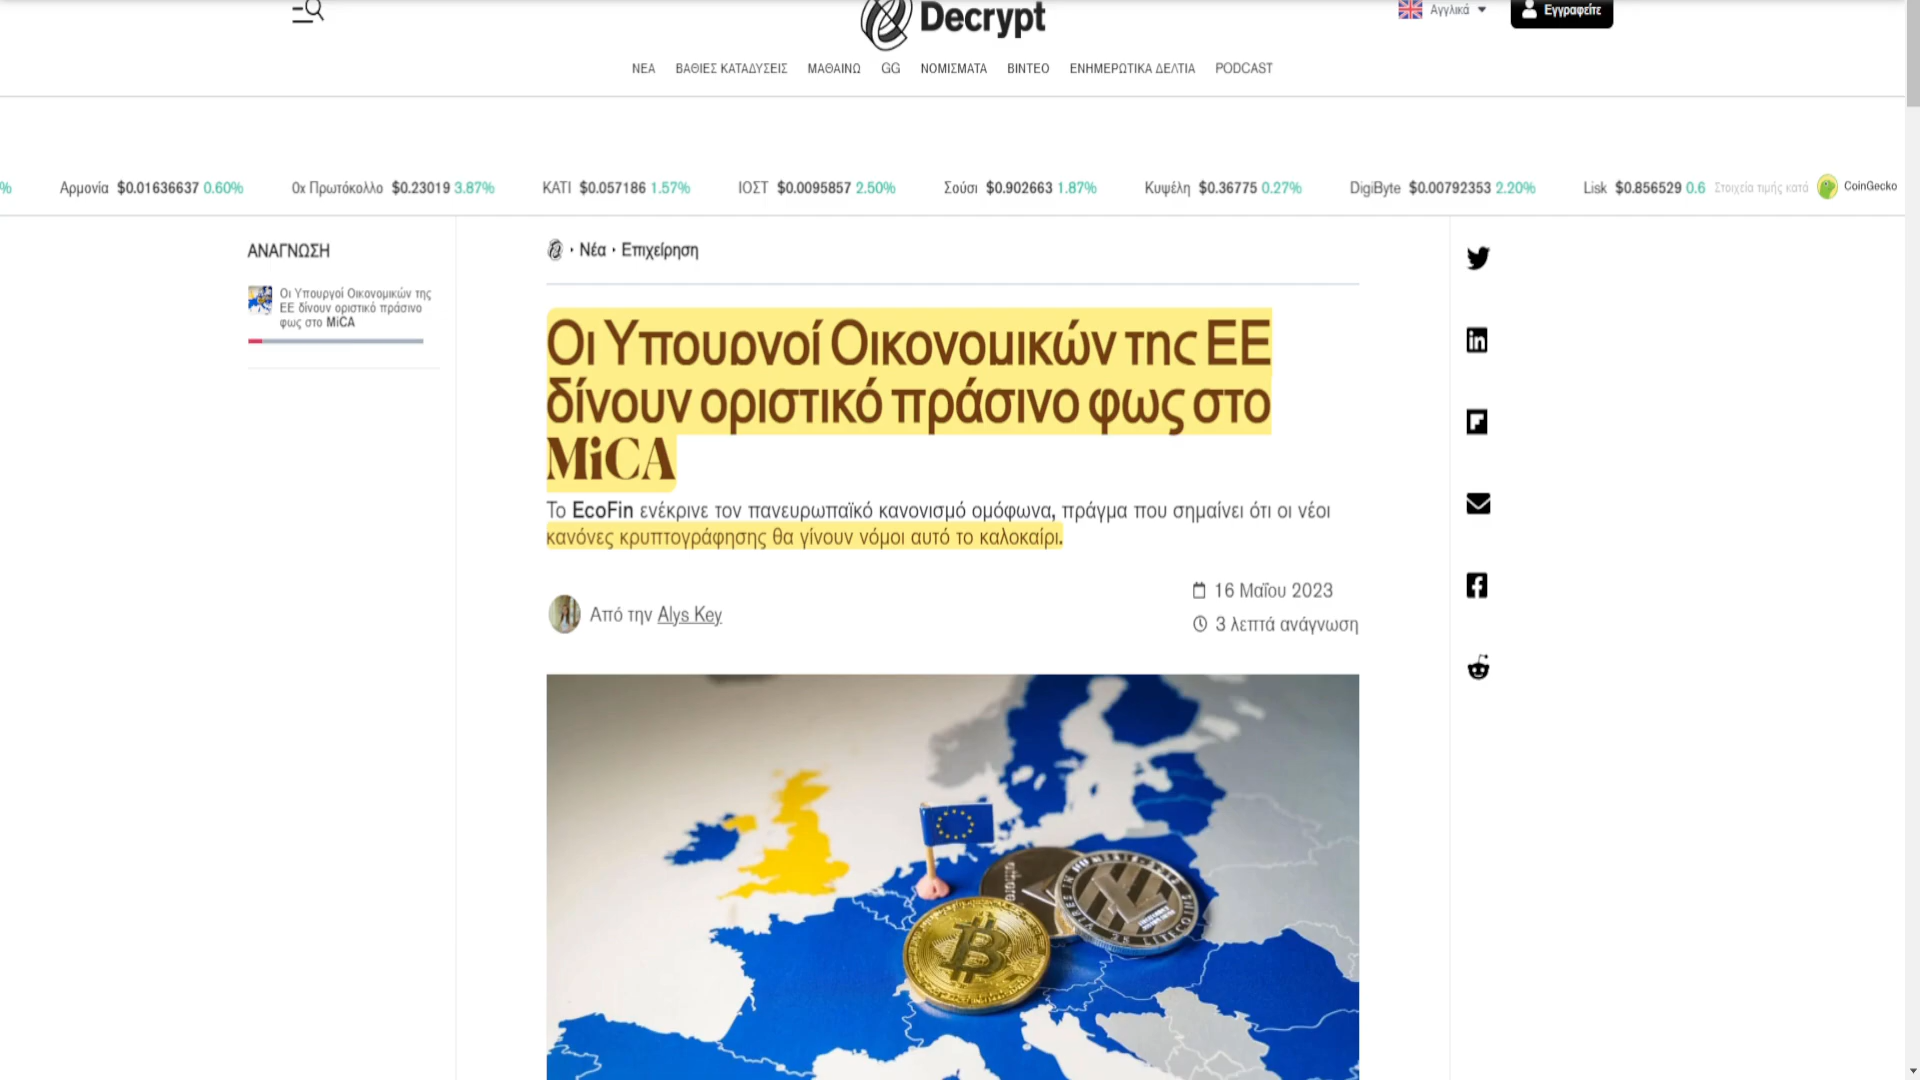 Decrypt
Αγγλικά
Εγγραφείτε
ΝΕΑ ΒΑΘΙΕΣ ΚΑΤΑΔΥΣΕΙΣ ΜΑΘΑΙΝΩ GG ΝΟΜΙΣΜΑΤΑ ΒΙΝΤΕΟ ΕΝΗΜΕΡΩΤΙΚΑ ΔΕΛΤΙΑ PODCAST
% Αρμονία $0.01636637 0.60% 0x Πρωτόκολλο $0.23019 3.87% ΚΑΤΙ $0.057186 1.57% ΙΟΣΤ $0.0095857 2.50% Σούσι $0.902663 1.87% Κυψέλη $0.36775 0.27% DigiByte $0.00792353 2.20% Lisk $0.856529 0.6 Στοιχεία τιμής κατά CoinGecko
ΑΝΑΓΝΩΣΗ
Οι Υπουργοί Οικονομικών της
ΕΕ δίνουν οριστικό πράσινο
φως στο MiCA
· Νέα · Επιχείρηση
Οι Υπουργοί Οικονομικών της ΕΕ
δίνουν οριστικό πράσινο φως στο
MiCA
Το EcoFin ενέκρινε τον πανευρωπαϊκό κανονισμό ομόφωνα, πράγμα που σημαίνει ότι οι νέοι
κανόνες κρυπτογράφησης θα γίνουν νόμοι αυτό το καλοκαίρι.
Από την Alys Key
16 Μαΐου 2023
3 λεπτά ανάγνωση